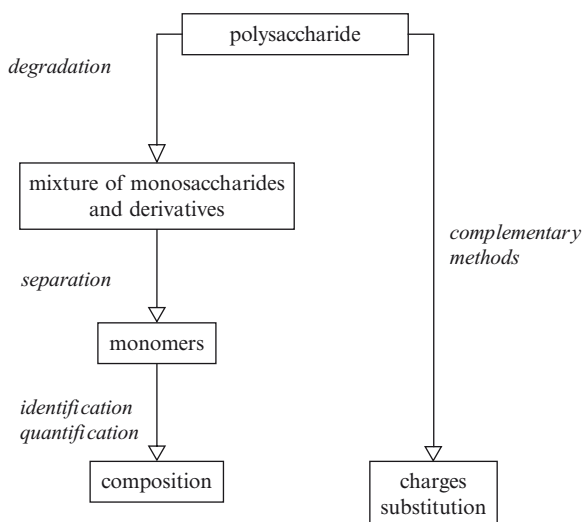 polysaccharide
degradation
mixture of monosaccharides
and derivatives
complementary
methods
separation
monomers
identification
quantification
composition
charges
substitution